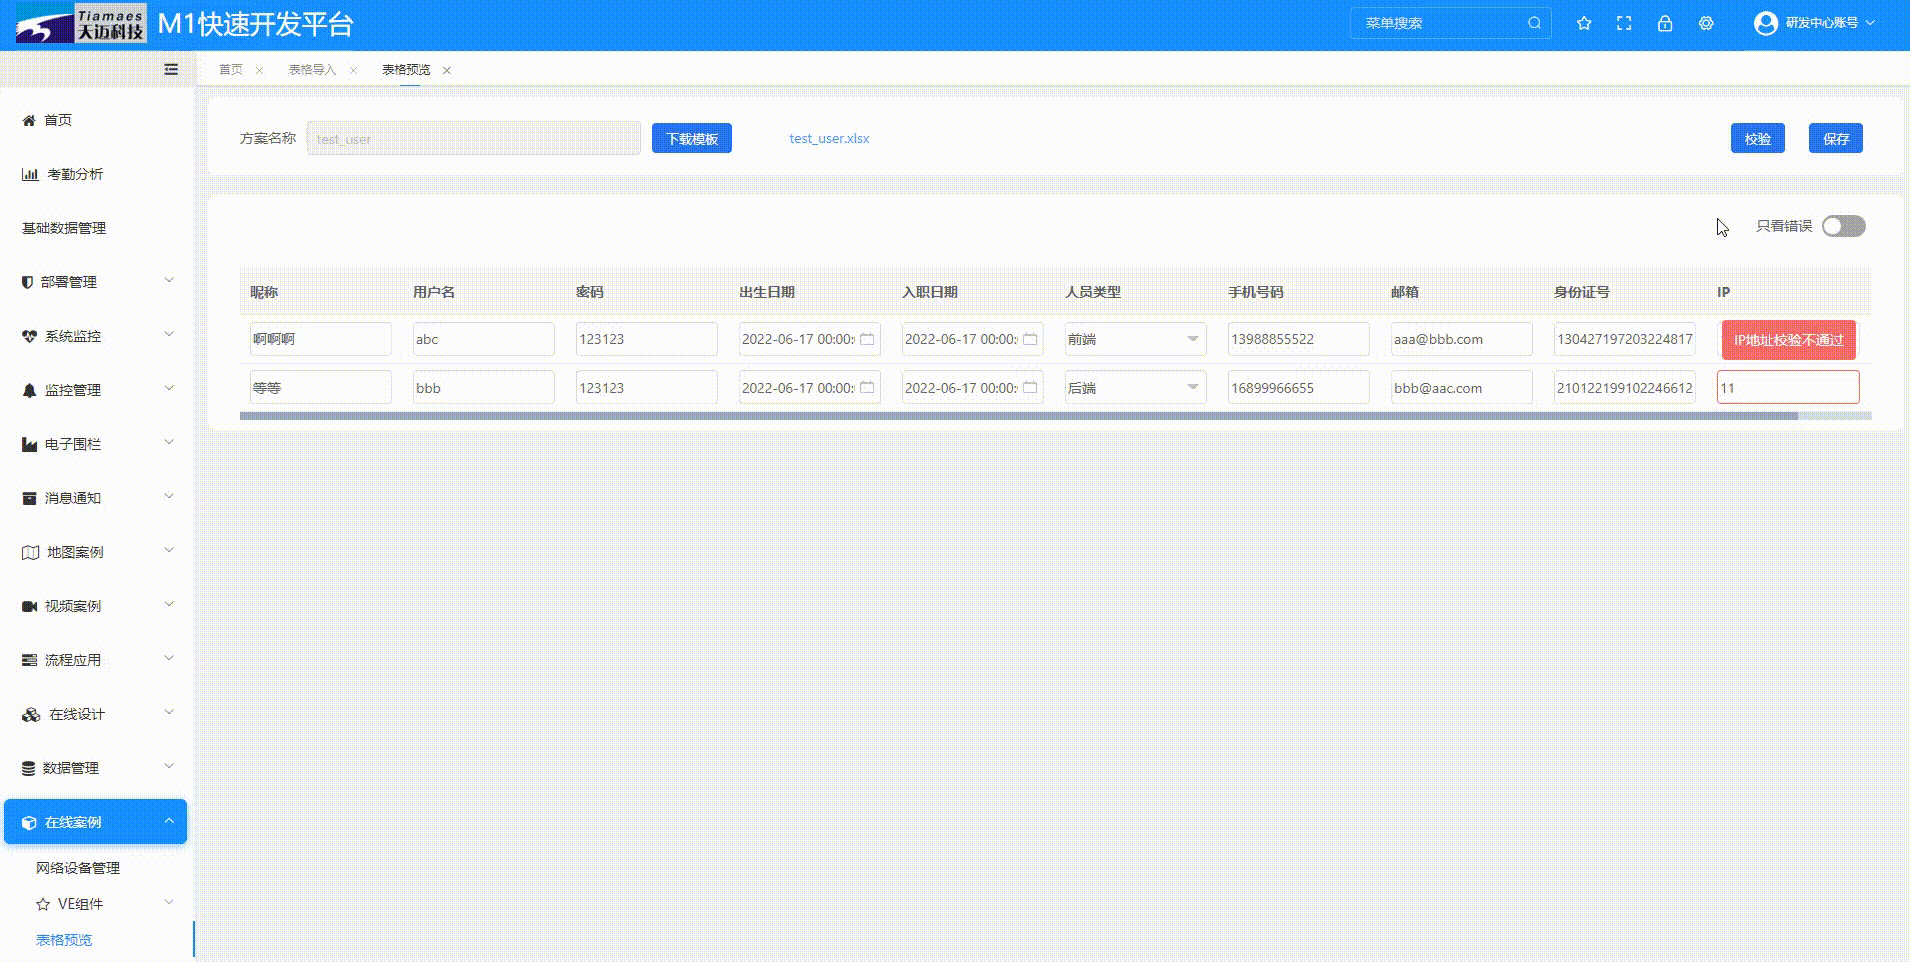 Tiamaes
天迈科技
M1快速开发平台
菜单搜索
研发中心账号
首页
表格导入
表格预览
首页
考勤分析
基础数据管理
部署管理
系统监控
监控管理
电子围栏
消息通知
地图案例
视频案例
流程应用
在线设计
数据管理
在线案例
网络设备管理
VE组件
表格预览
方案名称 test_user 下载模板 test_user.xlsx 校验 保存
只看错误
昵称 用户名 密码 出生日期 入职日期 人员类型 手机号码 邮箱 身份证号 IP
啊啊啊 abc 123123 2022-06-17 00:00: 2022-06-17 00:00: 前端 13988855522 aaa@bbb.com 130427197203224817 IP地址校验不通过
等等 bbb 123123 2022-06-17 00:00: 2022-06-17 00:00: 后端 16899966655 bbb@aac.com 210122199102246612 11